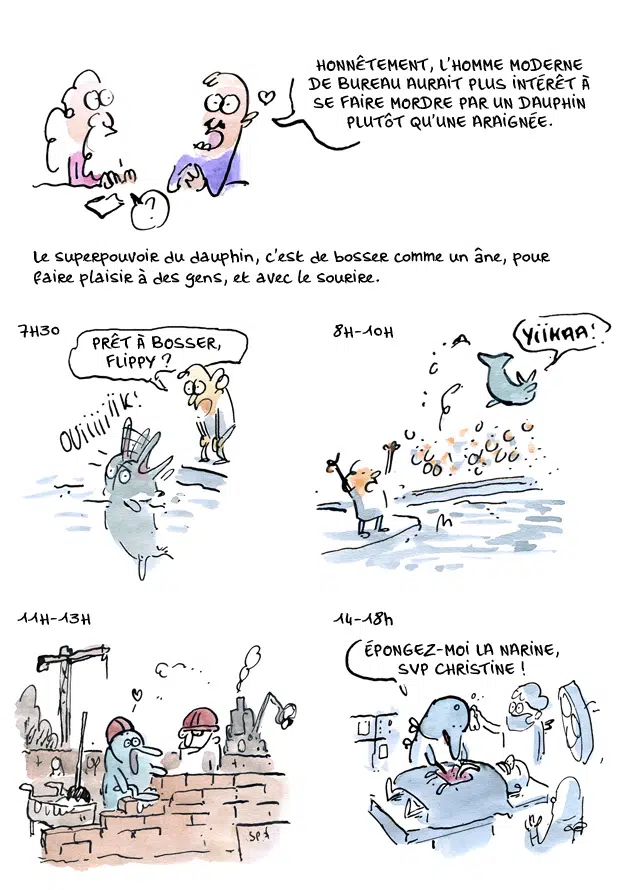 HONNÊTEMENT, L'HOMME MODERNE
DE BUREAU AURAIT PLUS INTÉRÊT À
SE FAIRE MORDRE PAR UN DAUPHIN
PLUTÔT QU'UNE ARAIGNÉE.
?
Le superpouvoir du dauphin, c'est de bosser comme un âne, pour
faire plaisir à des gens, et avec le sourire.
7H30
PRÊT À BOSSER,
FLIPPY ?
OUiiiiiiiK!
8H-10H
YiiKAA!
11H-13H
14-18h
ÉPONGEZ-MOI LA NARINE,
SVP CHRISTINE !